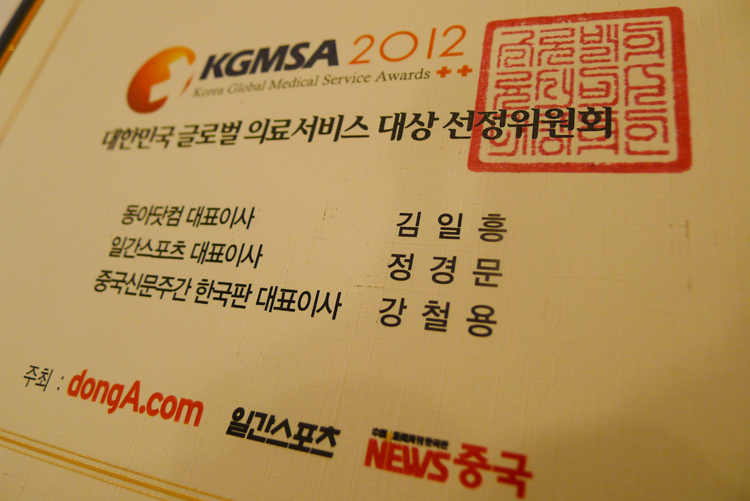 KGMSA 2012
Korea Global Medical Service Awards ++
대한민국 글로벌 의료서비스 대상 선정위원회
동아닷컴 대표이사 김일흥
일간스포츠 대표이사 정경문
중국신문주간 한국판 대표이사 강철용
주최 : dongA.com 일간스포츠 NEWS 중국